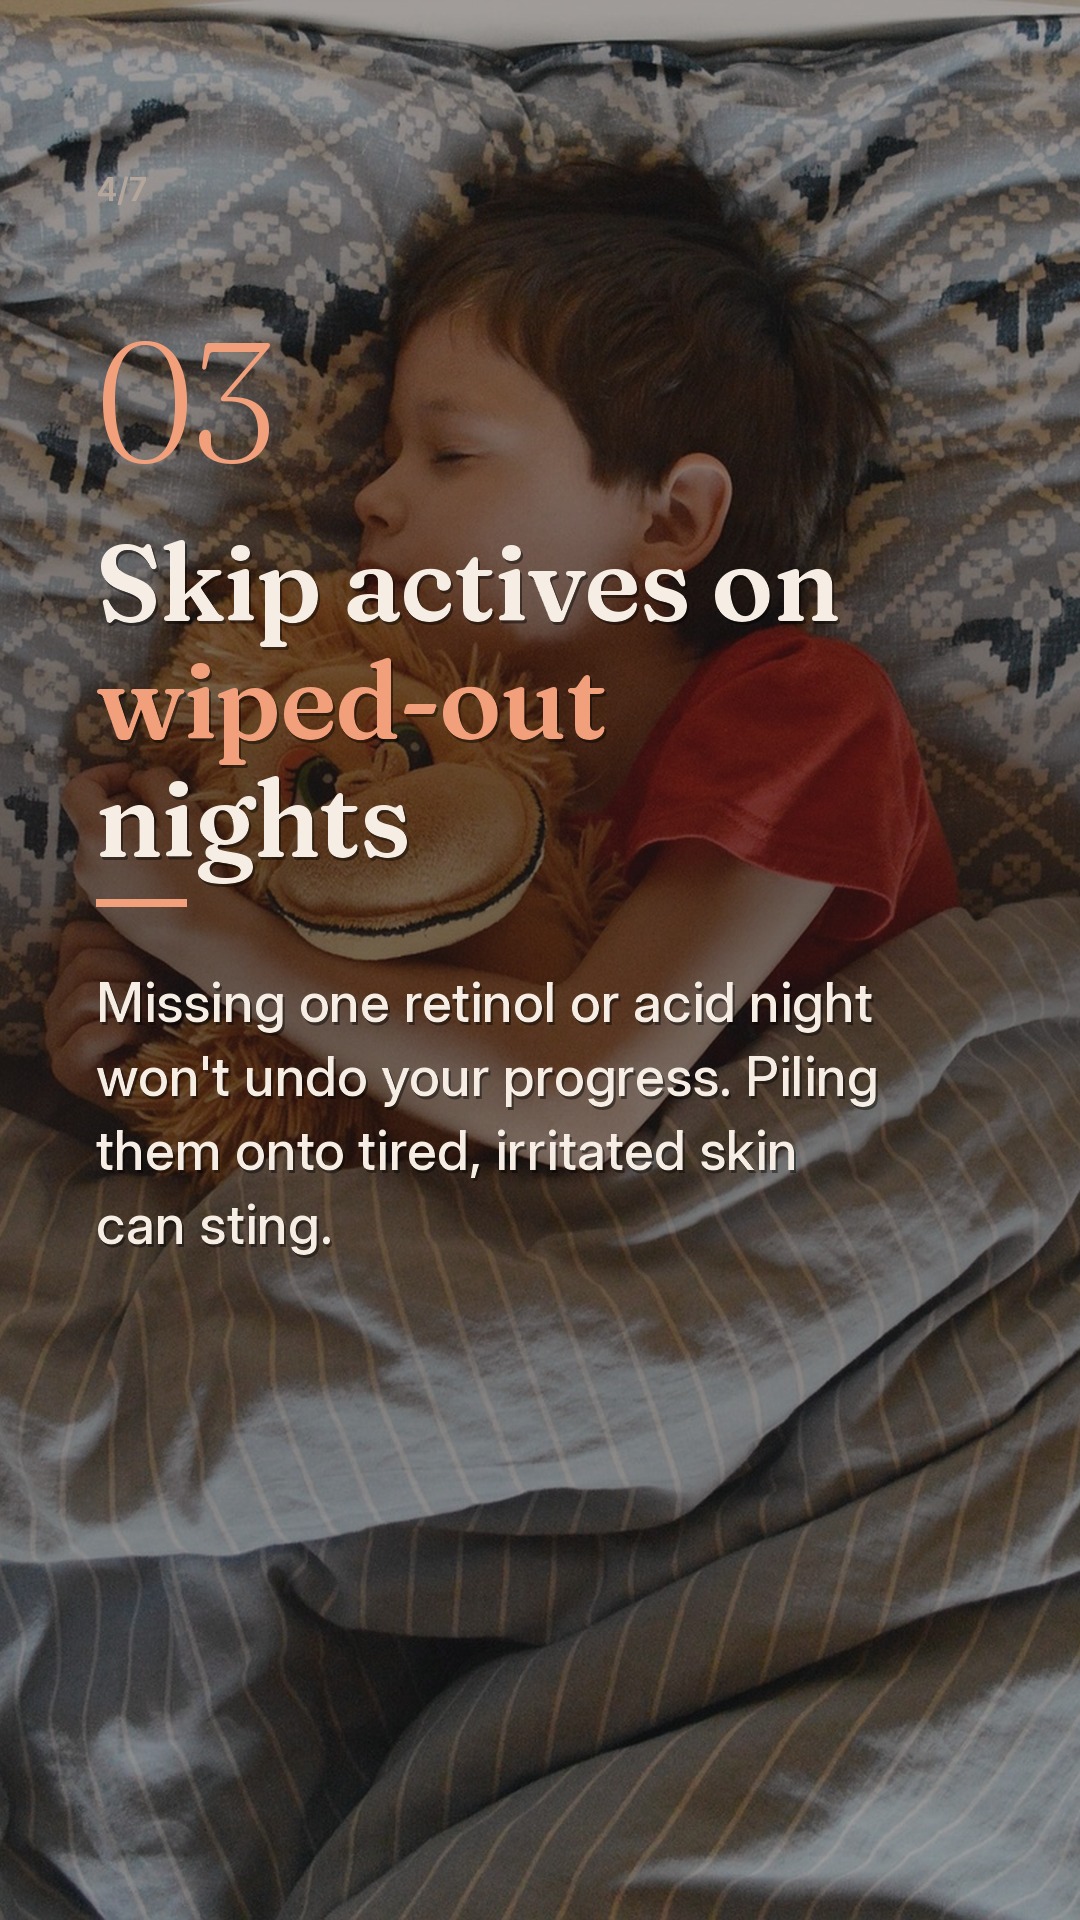 4/7
03
Skip actives on
wiped-out
nights
Missing one retinol or acid night
won't undo your progress. Piling
them onto tired, irritated skin
can sting.